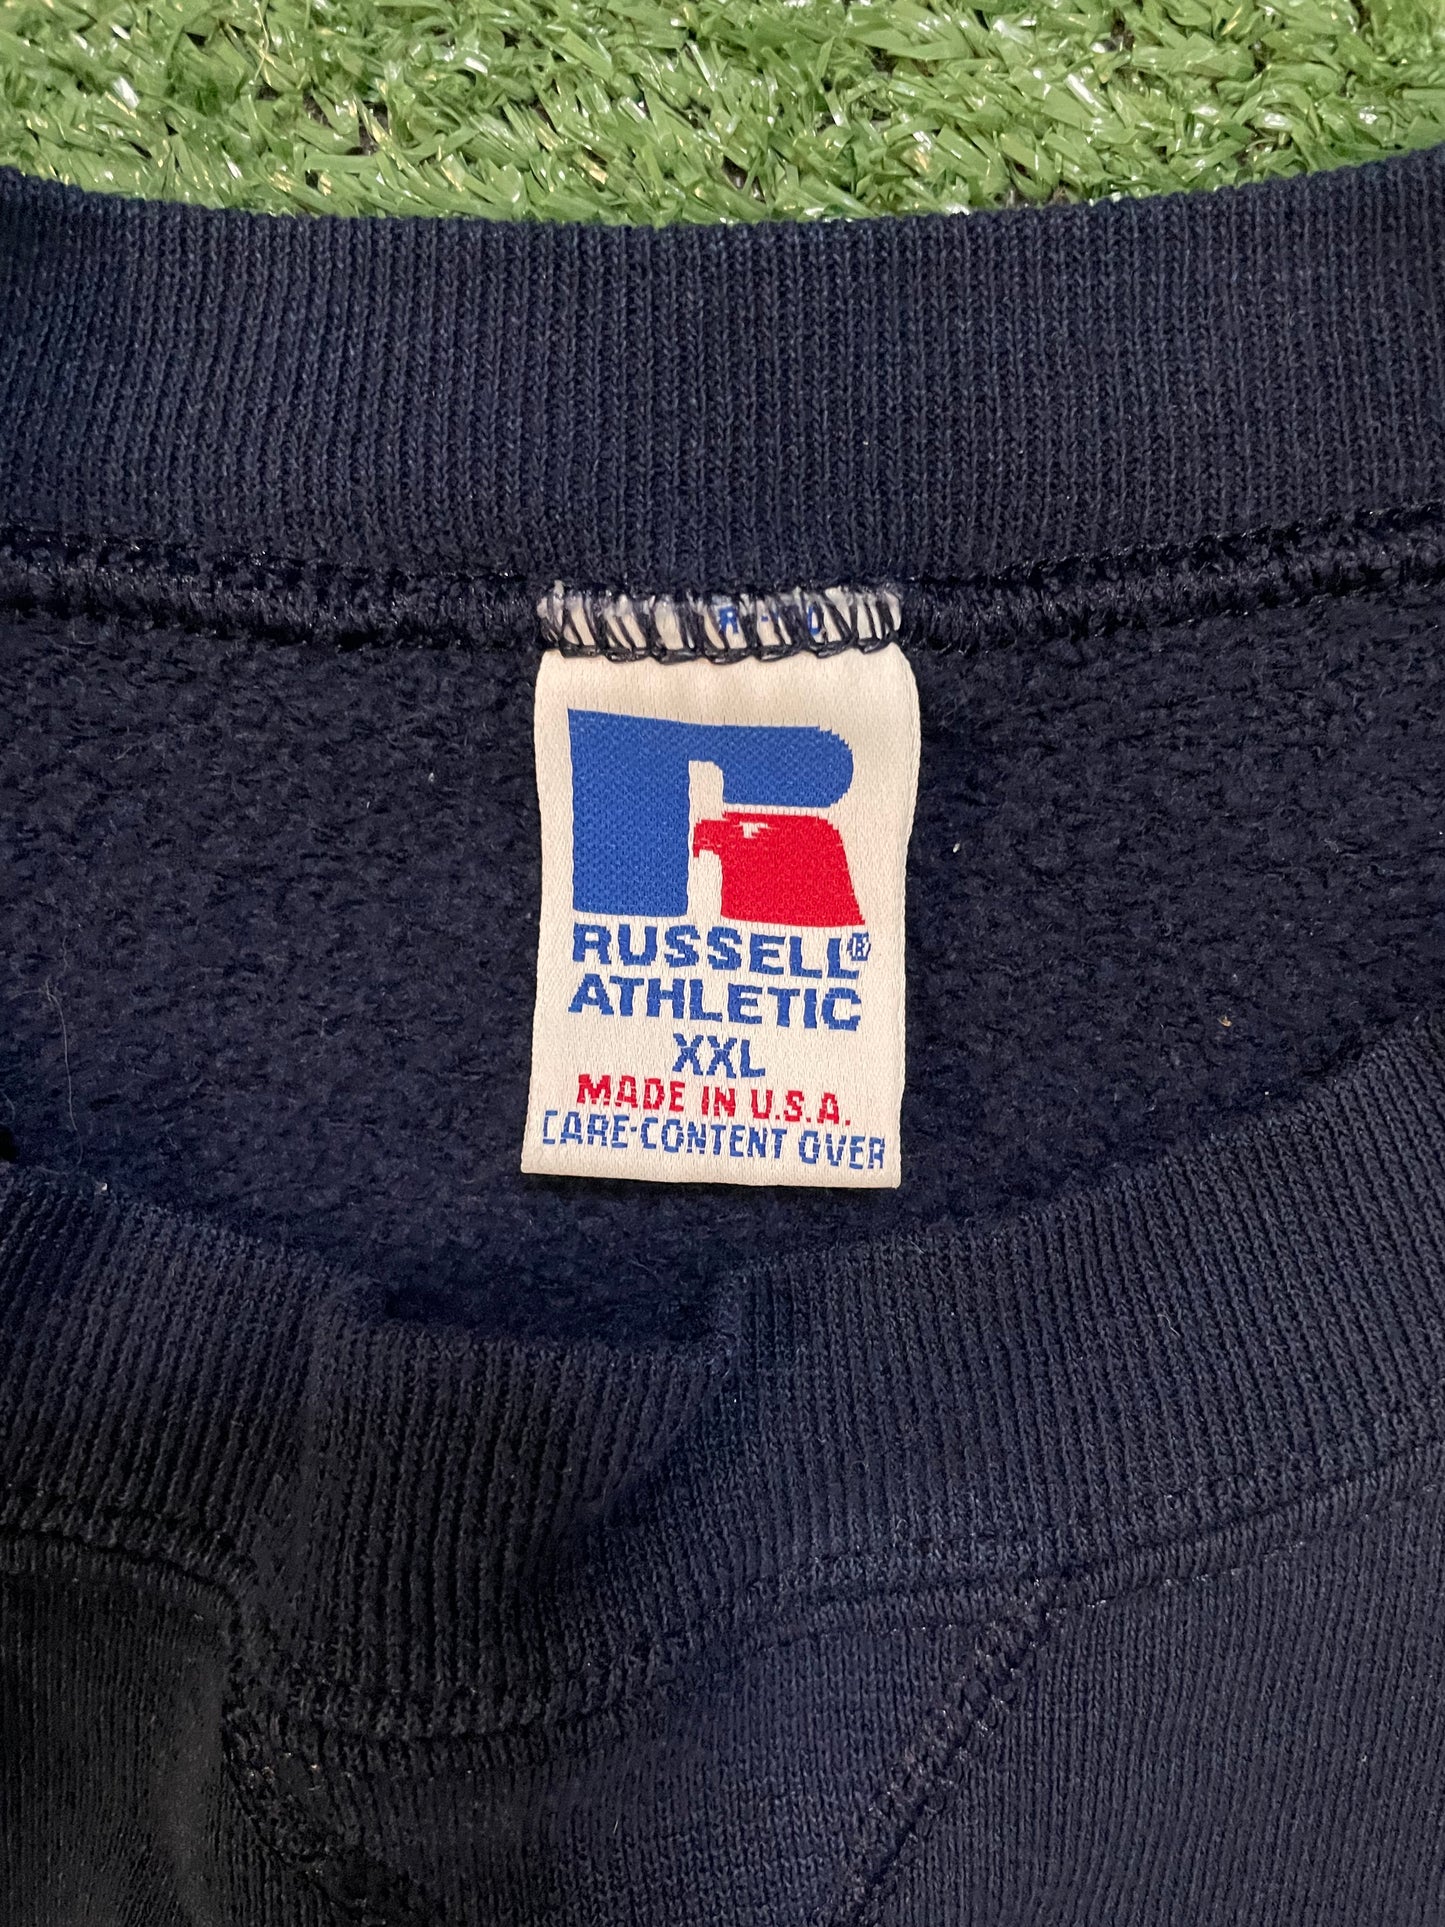 RUSSELL®
ATHLETIC
XXL
MADE IN U.S.A.
CARE-CONTENT OVER